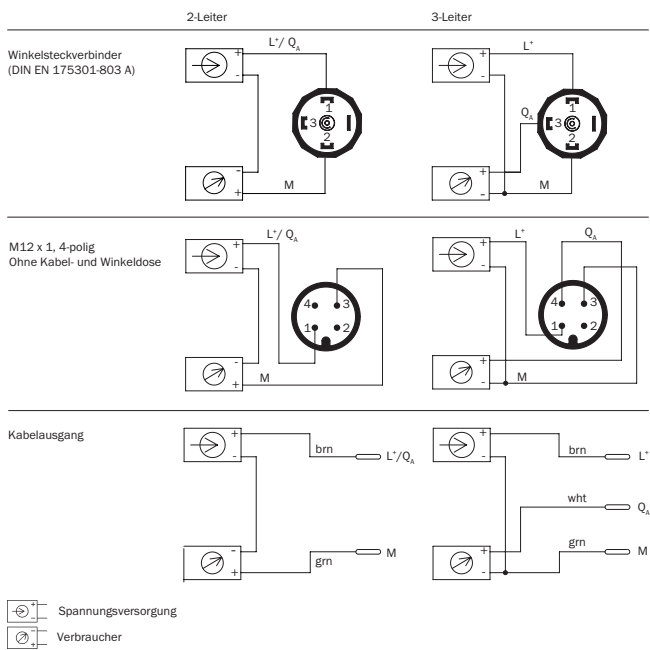 2-Leiter
3-Leiter
Winkelsteckverbinder
(DIN EN 175301-803 A)
+
-
L⁺/ Q_A
1
3
2
-
+
M
+
-
L⁺
Q_A
1
3
2
+
-
M
M12 x 1, 4-polig
Ohne Kabel- und Winkeldose
+
-
L⁺/ Q_A
4
3
1
2
-
+
M
+
-
L⁺
Q_A
4
3
1
2
+
-
M
Kabelausgang
+
-
brn
L⁺/Q_A
-
+
grn
M
+
-
brn
L⁺
wht
Q_A
+
-
grn
M
+
-
Spannungsversorgung
-
+
Verbraucher